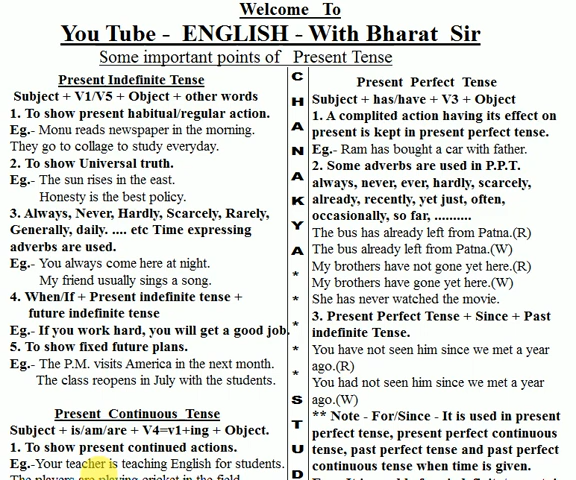 Welcome To
You Tube - ENGLISH - With Bharat Sir
Some important points of Present Tense
Present Indefinite Tense
Subject + V1/V5 + Object + other words
1. To show present habitual/regular action.
Eg.- Monu reads newspaper in the morning.
They go to collage to study everyday.
2. To show Universal truth.
Eg.- The sun rises in the east.
Honesty is the best policy.
3. Always, Never, Hardly, Scarcely, Rarely,
Generally, daily. .... etc Time expressing
adverbs are used.
Eg.- You always come here at night.
My friend usually sings a song.
4. When/If + Present indefinite tense +
future indefinite tense
Eg.- If you work hard, you will get a good job.
5. To show fixed future plans.
Eg.- The P.M. visits America in the next month.
The class reopens in July with the students.
Present Continuous Tense
Subject + is/am/are + V4=v1+ing + Object.
1. To show present continued actions.
Eg.-Your teacher is teaching English for students.
The players are playing cricket in the field
C
H
A
N
A
K
Y
A
*
*
*
*
S
T
U
D
Present Perfect Tense
Subject + has/have + V3 + Object
1. A complited action having its effect on
present is kept in present perfect tense.
Eg.- Ram has bought a car with father.
2. Some adverbs are used in P.P.T.
always, never, ever, hardly, scarcely,
already, recently, yet just, often,
occasionally, so far, ..........
The bus has already left from Patna.(R)
The bus already left from Patna.(W)
My brothers have not gone yet here.(R)
My brothers have gone yet here.(W)
She has never watched the movie.
3. Present Perfect Tense + Since + Past
indefinite Tense.
You have not seen him since we met a year
ago.(R)
You had not seen him since we met a year
ago.(W)
** Note - For/Since - It is used in present
perfect tense, present perfect continuous
tense, past perfect tense and past perfect
continuous tense when time is given.